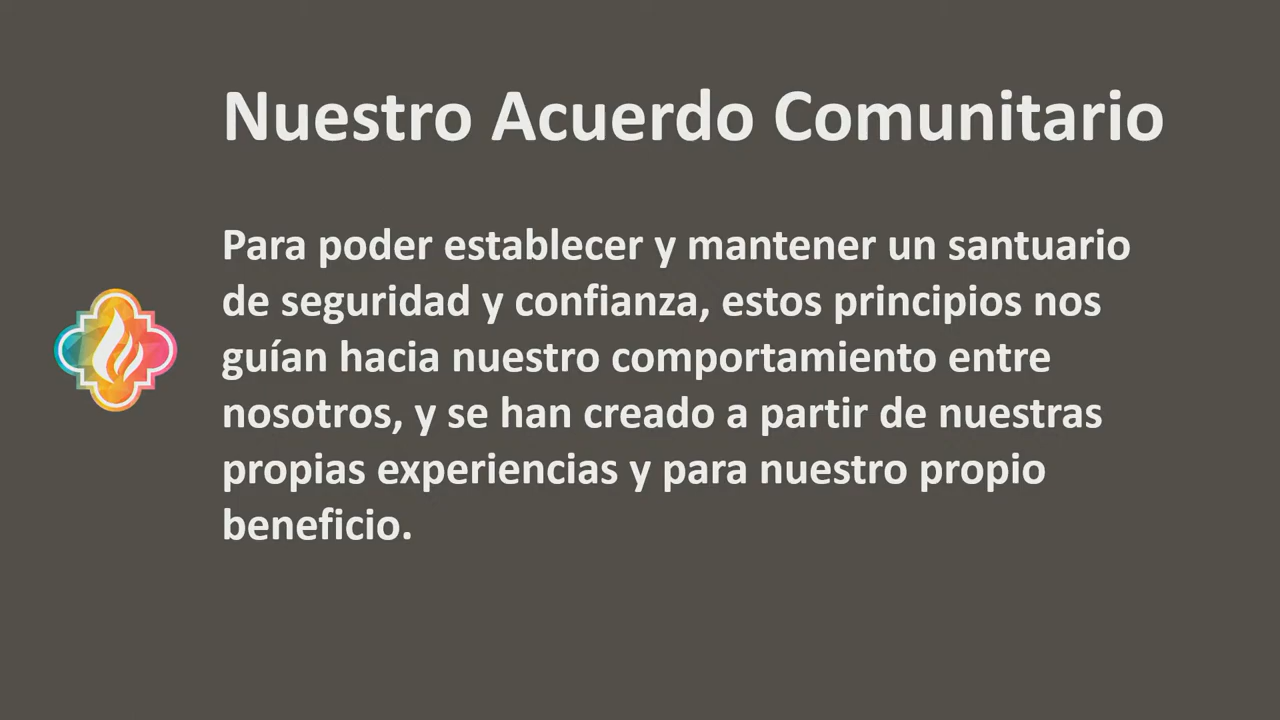 Nuestro Acuerdo Comunitario
Para poder establecer y mantener un santuario
de seguridad y confianza, estos principios nos
guían hacia nuestro comportamiento entre
nosotros, y se han creado a partir de nuestras
propias experiencias y para nuestro propio
beneficio.